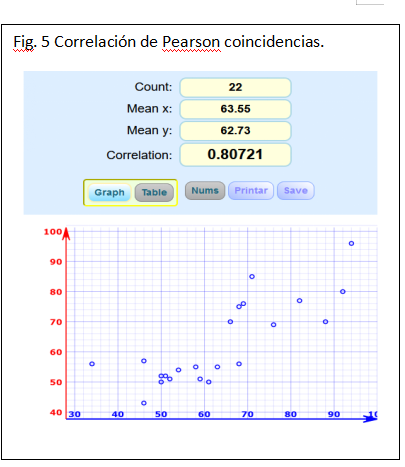 Fig. 5 Correlación de Pearson coincidencias.
Count: 22
Mean x: 63.55
Mean y: 62.73
Correlation: 0.80721
Graph Table Nums Printar Save
100
90
80
70
60
50
40 30 40 50 60 70 80 90 10